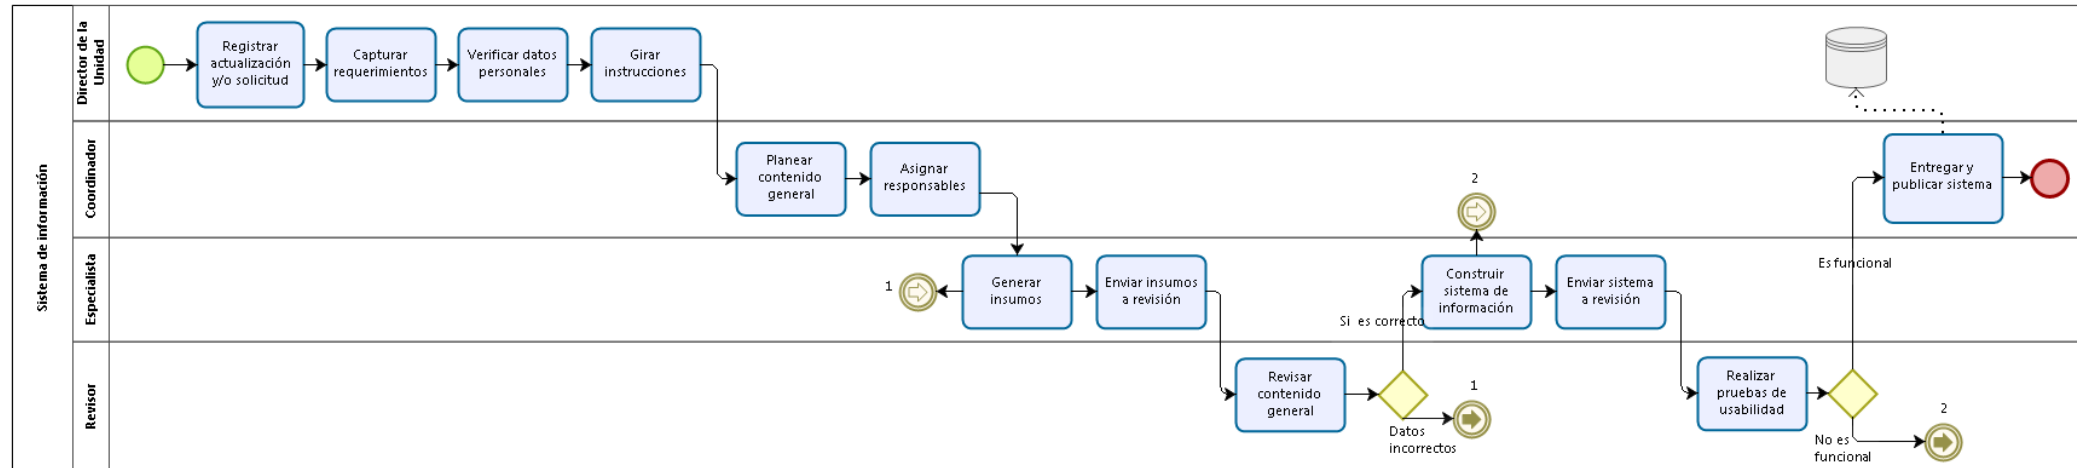 Sistema de información
Director de la
Unidad
Registrar
actualización
y/o solicitud
Capturar
requerimientos
Verificar datos
personales
Girar
instrucciones
Coordinador
Planear
contenido
general
Asignar
responsables
2
Entregar y
publicar sistema
Especialista
1
Generar
insumos
Enviar insumos
a revisión
Si es correcto
Construir
sistema de
información
Enviar sistema
a revisión
Es funcional
Revisor
Revisar
contenido
general
Datos
incorrectos
1
Realizar
pruebas de
usabilidad
No es
funcional
2